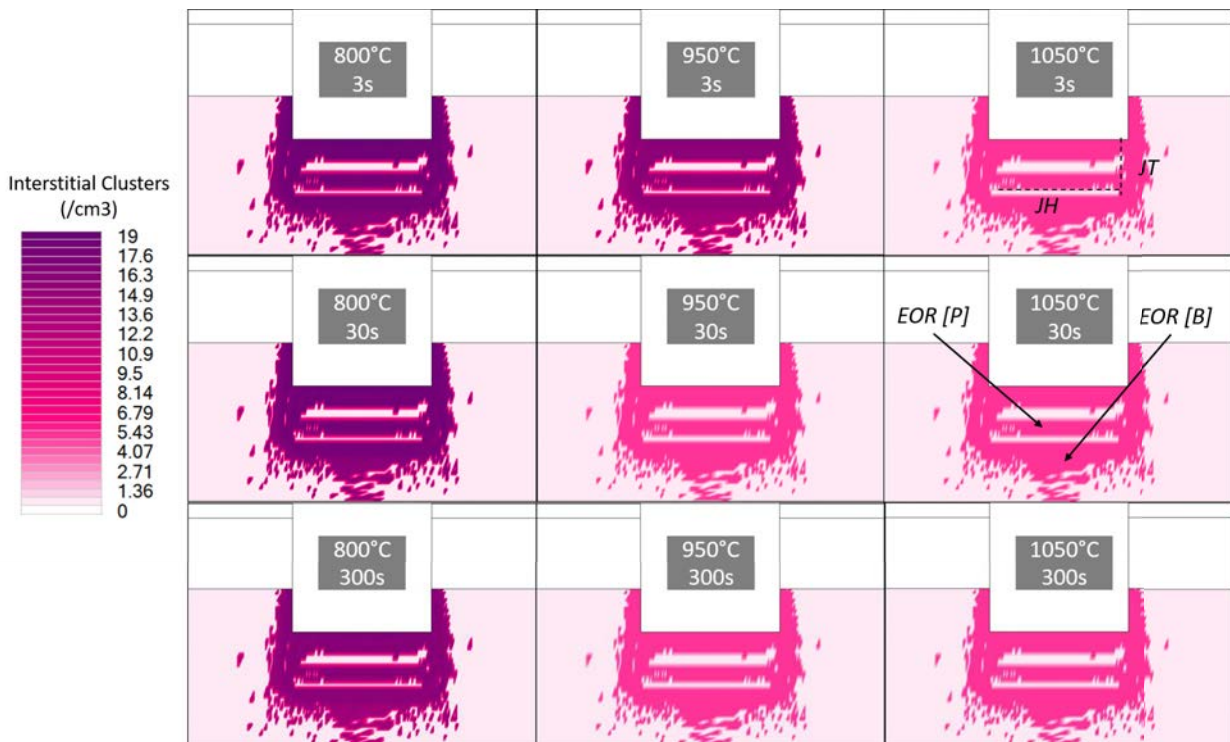 800°C
3s
950°C
3s
1050°C
3s
Interstitial Clusters
(/cm3)
19
17.6
16.3
14.9
13.6
12.2
10.9
9.5
8.14
6.79
5.43
4.07
2.71
1.36
0
JT
JH
800°C
30s
950°C
30s
1050°C
30s
EOR [P]
EOR [B]
800°C
300s
950°C
300s
1050°C
300s